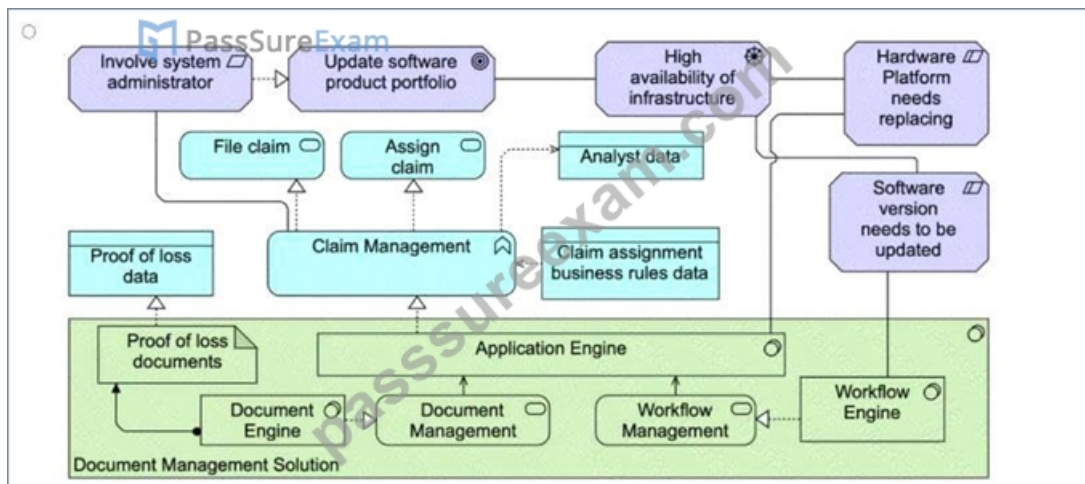 PassSureExam
Involve system
administrator
Update software
product portfolio
High
availability of
infrastructure
Hardware
Platform
needs
replacing
File claim
Assign
claim
Analyst data
Software
version
needs to be
updated
Claim Management
Claim assignment
business rules data
Proof of loss
data
Proof of loss
documents
Application Engine
Document
Engine
Document
Management
Workflow
Management
Workflow
Engine
Document Management Solution
passsureexam.com